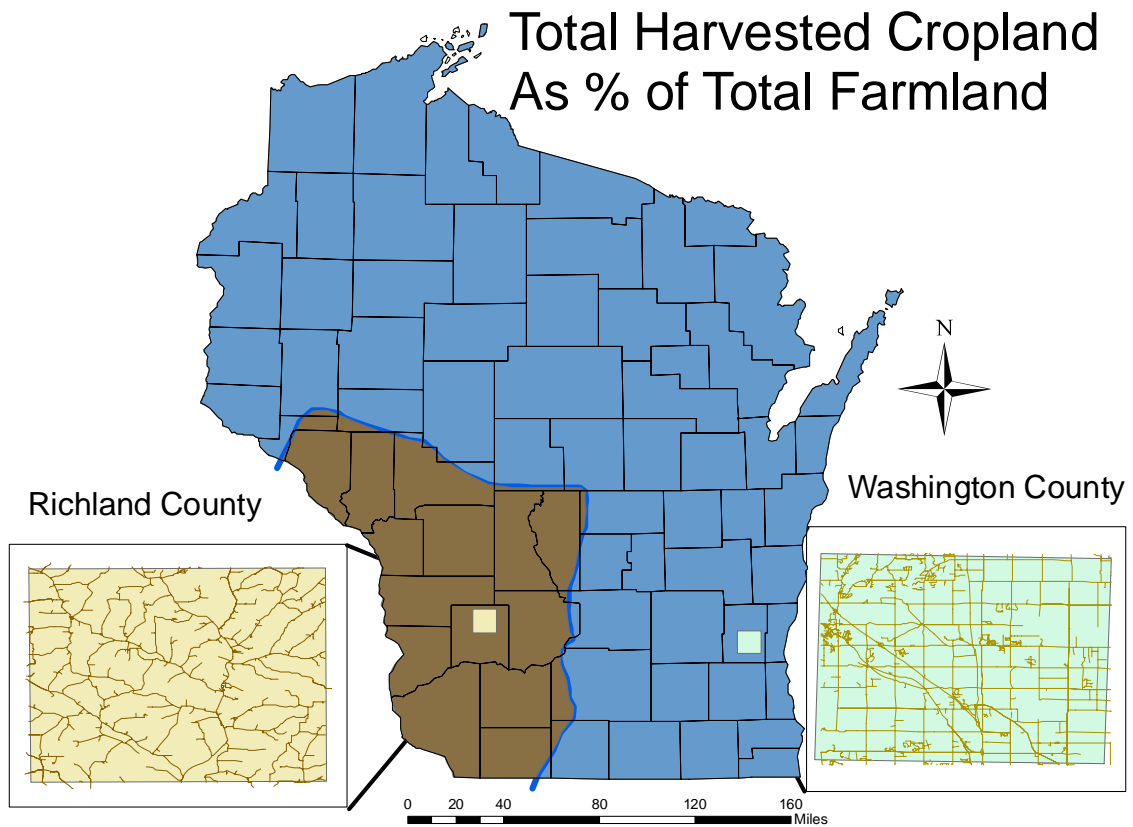 Total Harvested Cropland
As % of Total Farmland
N
Richland County
Washington County
0 20 40 80 120 160
Miles